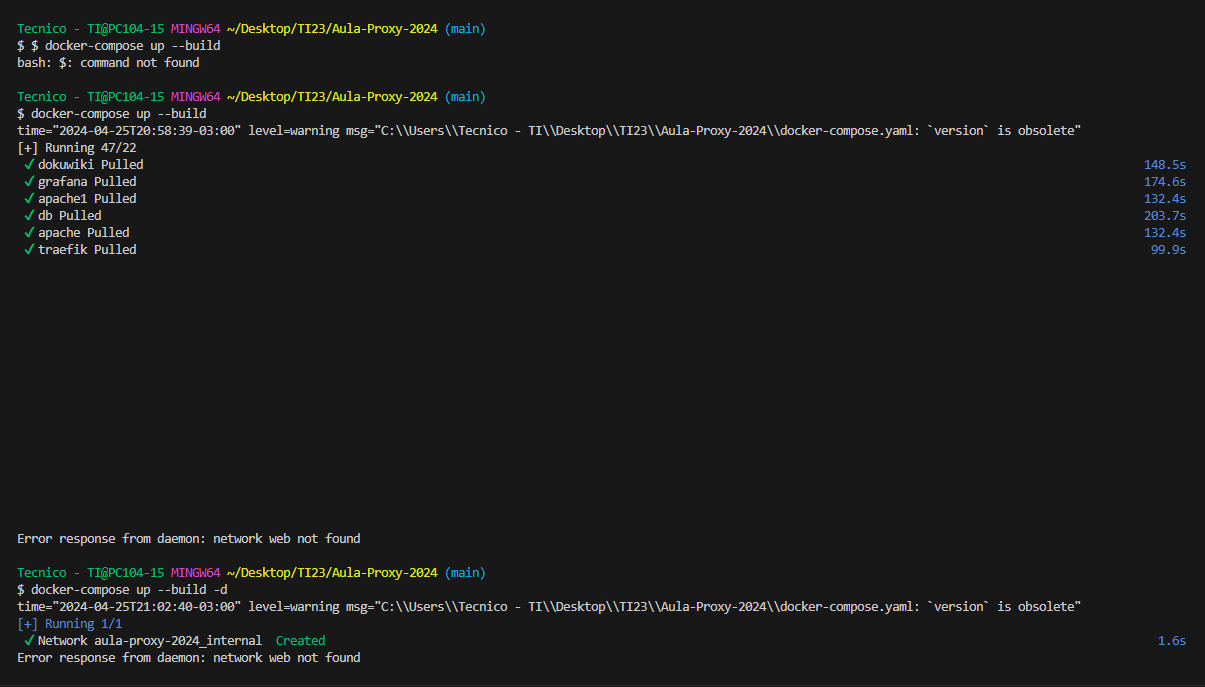 Tecnico - TI@PC104-15 MINGW64 ~/Desktop/TI23/Aula-Proxy-2024 (main)
$ $ docker-compose up --build
bash: $: command not found
Tecnico - TI@PC104-15 MINGW64 ~/Desktop/TI23/Aula-Proxy-2024 (main)
$ docker-compose up --build
time="2024-04-25T20:58:39-03:00" level=warning msg="C:\\Users\\Tecnico - TI\\Desktop\\TI23\\Aula-Proxy-2024\\docker-compose.yaml: `version` is obsolete"
[+] Running 47/22
✓ dokuwiki Pulled 148.5s
✓ grafana Pulled 174.6s
✓ apache1 Pulled 132.4s
✓ db Pulled 203.7s
✓ apache Pulled 132.4s
✓ traefik Pulled 99.9s
Error response from daemon: network web not found
Tecnico - TI@PC104-15 MINGW64 ~/Desktop/TI23/Aula-Proxy-2024 (main)
$ docker-compose up --build -d
time="2024-04-25T21:02:40-03:00" level=warning msg="C:\\Users\\Tecnico - TI\\Desktop\\TI23\\Aula-Proxy-2024\\docker-compose.yaml: `version` is obsolete"
[+] Running 1/1
✓ Network aula-proxy-2024_internal Created 1.6s
Error response from daemon: network web not found